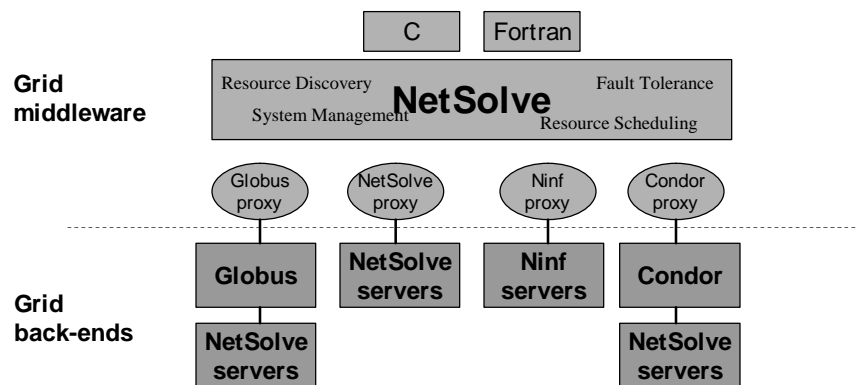 C
Fortran
Grid
middleware
Resource Discovery
Fault Tolerance
NetSolve
System Management
Resource Scheduling
Globus
proxy
NetSolve
proxy
Ninf
proxy
Condor
proxy
Grid
back-ends
Globus
NetSolve
servers
Ninf
servers
Condor
NetSolve
servers
NetSolve
servers